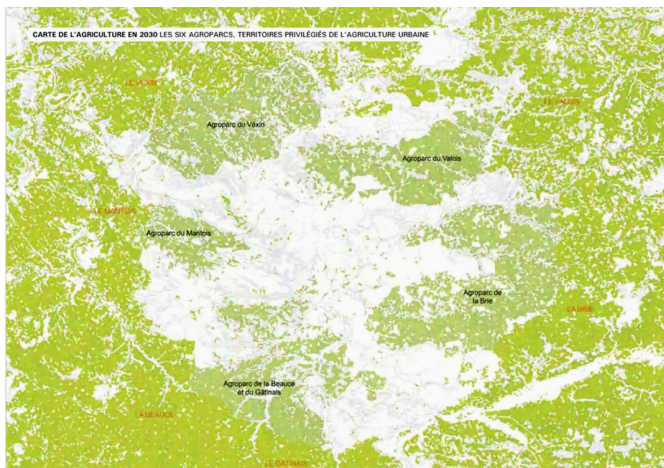 CARTE DE L'AGRICULTURE EN 2030 LES SIX AGROPARCS, TERRITOIRES PRIVILÉGIÉS DE L'AGRICULTURE URBAINE
LE VEXIN
LE VALOIS
Agroparc du Véxin
Agroparc du Valois
LE MANTOIS
Agroparc du Mantois
Agroparc de
la Brie
LA BRIE
Agroparc de la Beauce
et du Gâtinais
LA BEAUCE
LE GÂTINAIS